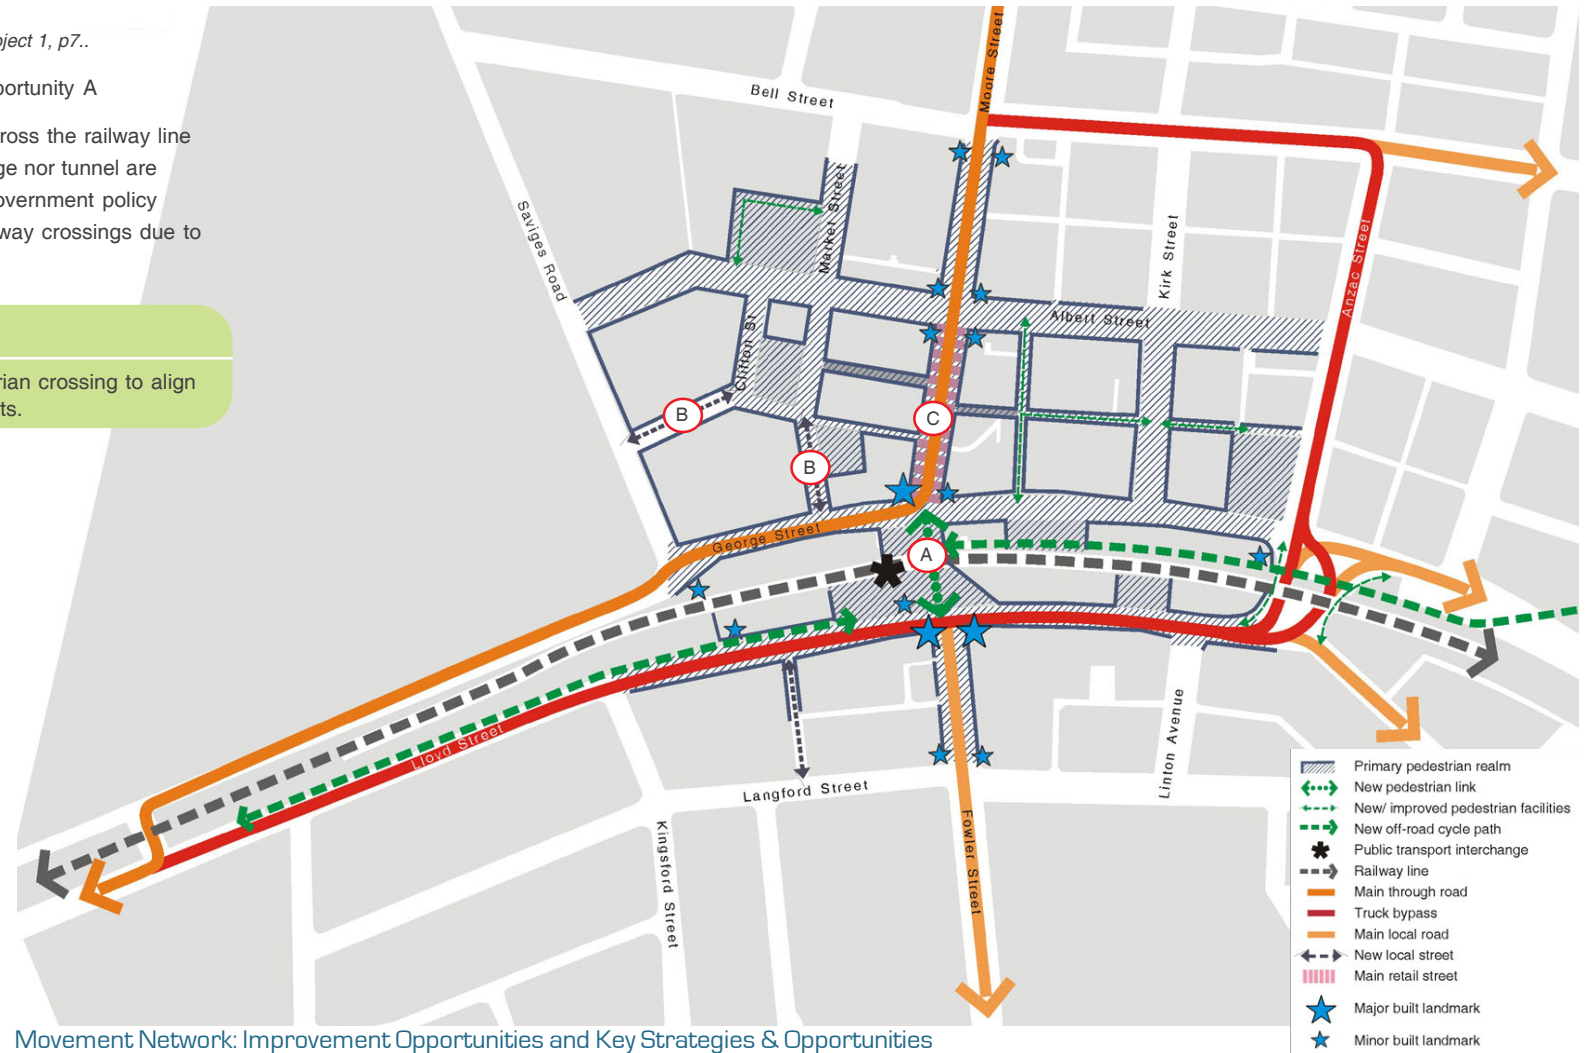 ject 1, p7..
portunity A
ross the railway line
ge nor tunnel are
overnment policy
way crossings due to
rian crossing to align
ts.
Moore Street
Bell Street
Saviges Road
Market Street
Kirk Street
Anzac Street
Albert Street
Clifton St
B
C
B
George Street
A
Lloyd Street
Langford Street
Linton Avenue
Kingsford Street
Fowler Street
Primary pedestrian realm
New pedestrian link
New/ improved pedestrian facilities
New off-road cycle path
Public transport interchange
Railway line
Main through road
Truck bypass
Main local road
New local street
Main retail street
Major built landmark
Minor built landmark
Movement Network: Improvement Opportunities and Key Strategies & Opportunities